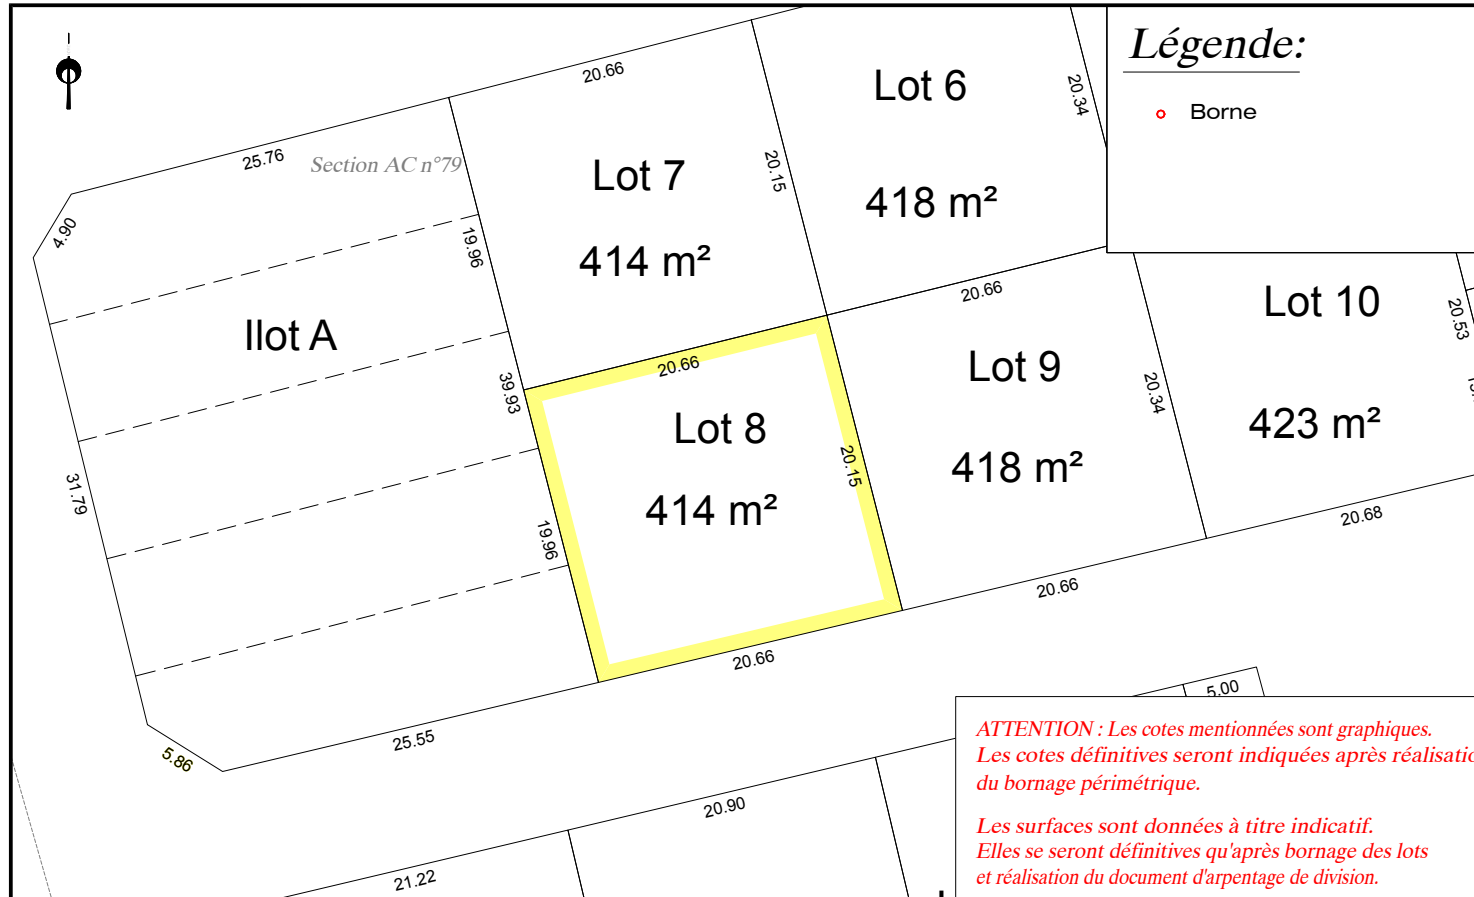 Légende:
Borne
Section AC n°79
Lot 6
418 m²
Lot 7
414 m²
Ilot A
Lot 8
414 m²
Lot 9
418 m²
Lot 10
423 m²
20.66
20.34
25.76
20.15
4.90
19.96
20.66
20.53
20.66
39.93
20.34
20.15
31.79
19.96
20.68
20.66
20.66
5.00
25.55
5.86
20.90
21.22
ATTENTION : Les cotes mentionnées sont graphiques.
Les cotes définitives seront indiquées après réalisatio
du bornage périmétrique.
Les surfaces sont données à titre indicatif.
Elles se seront définitives qu'après bornage des lots
et réalisation du document d'arpentage de division.